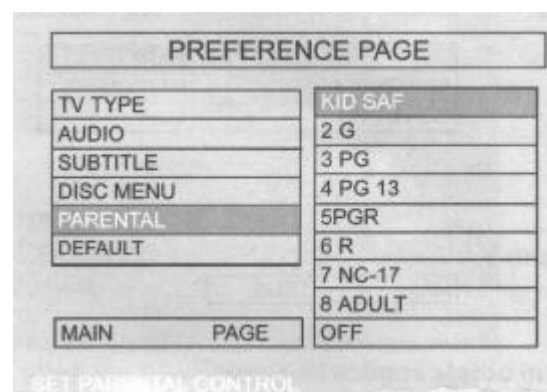 PREFERENCE PAGE
TV TYPE
AUDIO
SUBTITLE
DISC MENU
PARENTAL
DEFAULT
MAIN PAGE
KID SAF
2 G
3 PG
4 PG 13
5PGR
6 R
7 NC-17
8 ADULT
OFF
SET PARENTAL CONTROL